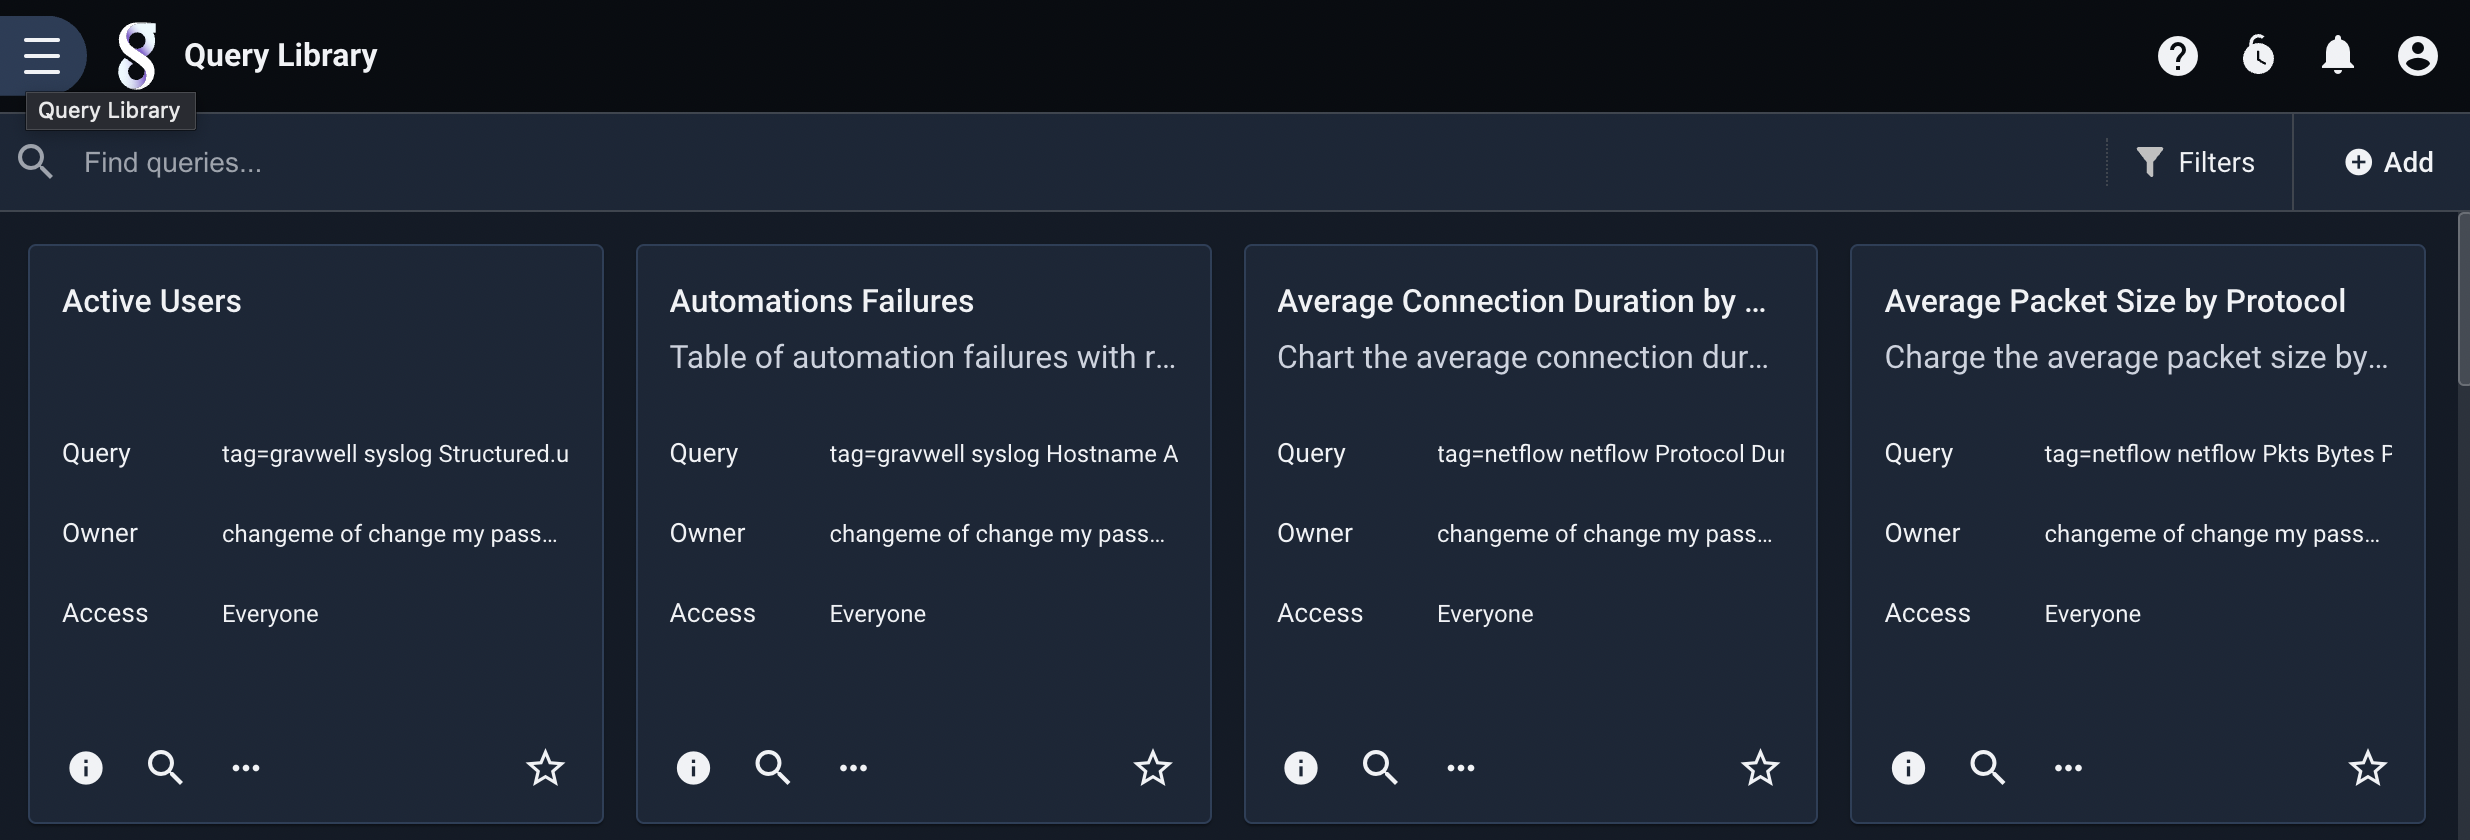 Query Library
Query Library
Find queries...
Filters
Add
Active Users
Query tag=gravwell syslog Structured.u
Owner changeme of change my pass...
Access Everyone
Automations Failures
Table of automation failures with r...
Query tag=gravwell syslog Hostname A
Owner changeme of change my pass...
Access Everyone
Average Connection Duration by ...
Chart the average connection dur...
Query tag=netflow netflow Protocol Dur
Owner changeme of change my pass...
Access Everyone
Average Packet Size by Protocol
Charge the average packet size by...
Query tag=netflow netflow Pkts Bytes P
Owner changeme of change my pass...
Access Everyone